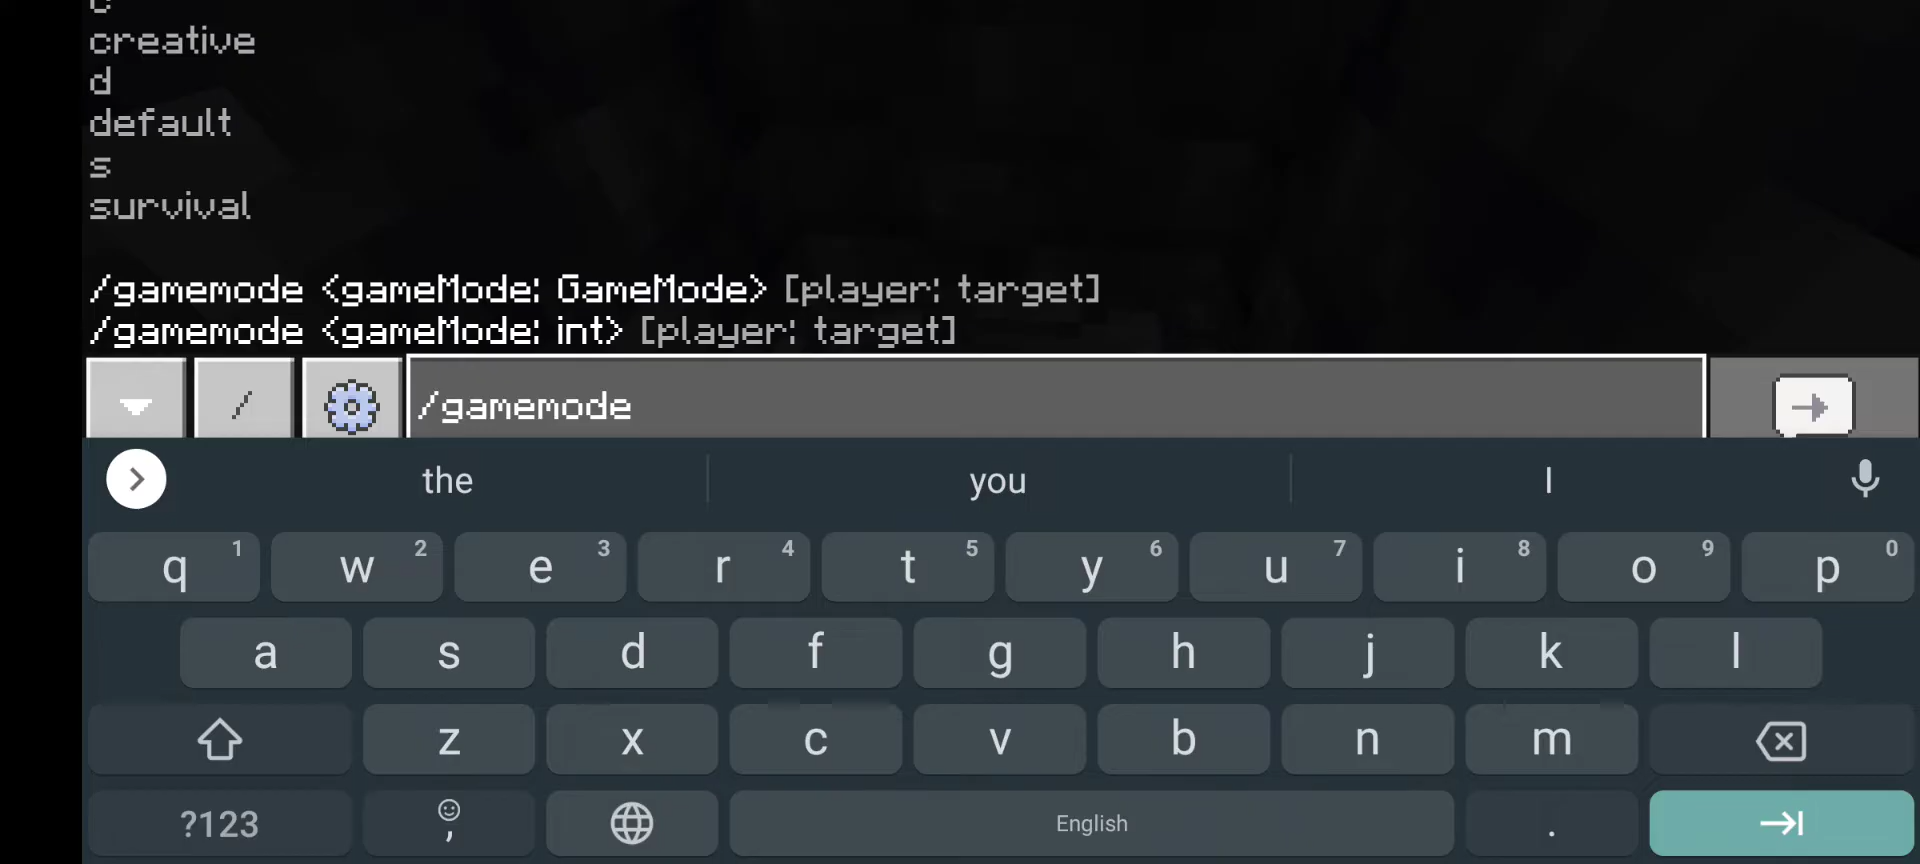 c
creative
d
default
s
survival
/gamemode <gameMode: GameMode> [player: target]
/gamemode <gameMode: int> [player: target]
/ /gamemode
the you I
q 1 w 2 e 3 r 4 t 5 y 6 u 7 i 8 o 9 p 0
a s d f g h j k l
z x c v b n m
?123 , English .